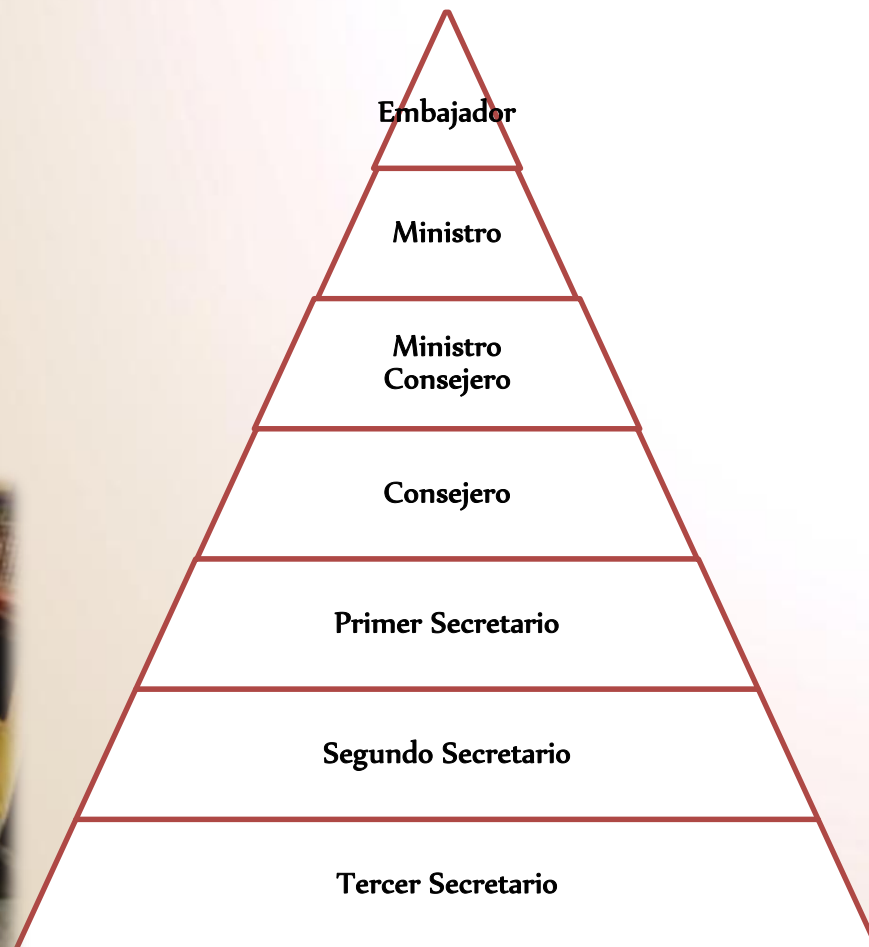 Embajador
Ministro
Ministro
Consejero
Consejero
Primer Secretario
Segundo Secretario
Tercer Secretario